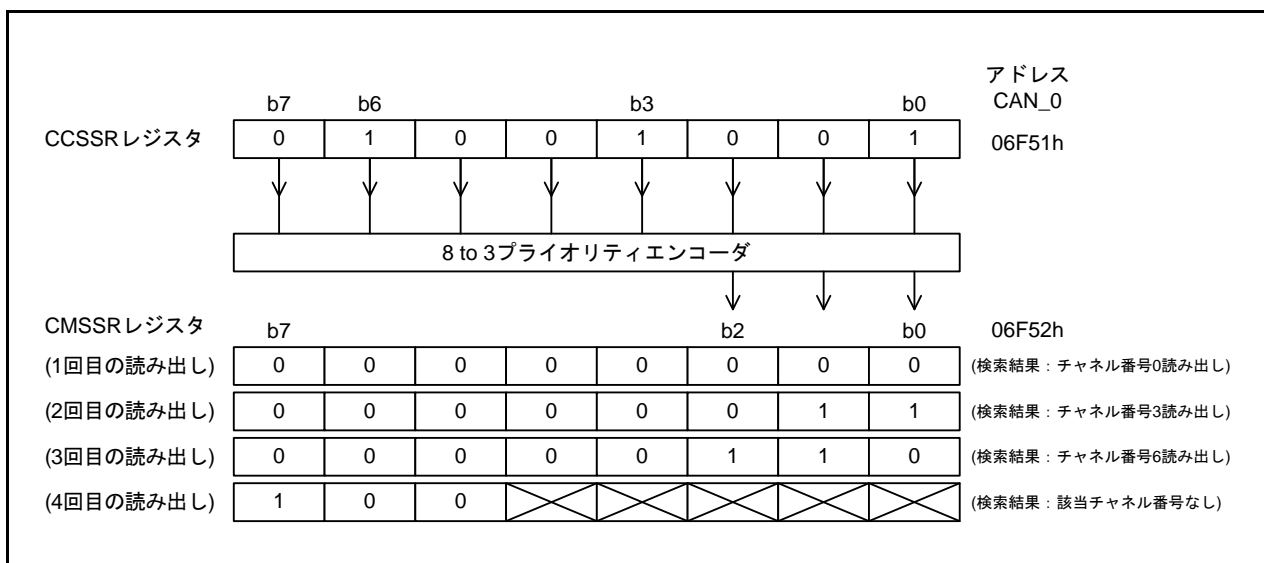 アドレス
b7 b6 b3 b0 CAN_0
CCSSRレジスタ 0 1 0 0 1 0 0 1 06F51h
8 to 3プライオリティエンコーダ
CMSSRレジスタ b7 b2 b0 06F52h
(1回目の読み出し) 0 0 0 0 0 0 0 0 (検索結果:チャネル番号0読み出し)
(2回目の読み出し) 0 0 0 0 0 0 1 1 (検索結果:チャネル番号3読み出し)
(3回目の読み出し) 0 0 0 0 0 1 1 0 (検索結果:チャネル番号6読み出し)
(4回目の読み出し) 1 0 0 (検索結果:該当チャネル番号なし)